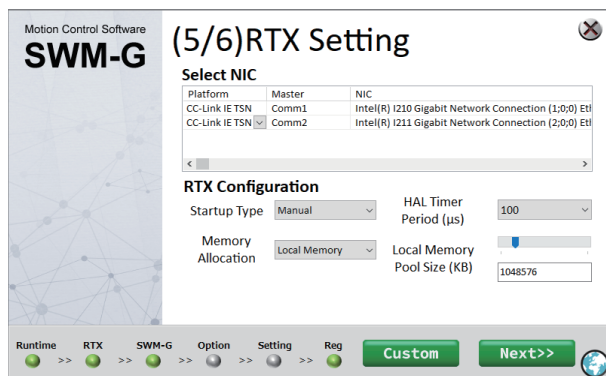 Motion Control Software
SWM-G
(5/6)RTX Setting
Select NIC
Platform Master NIC
CC-Link IE TSN Comm1 Intel(R) I210 Gigabit Network Connection (1;0;0) Etl
CC-Link IE TSN Comm2 Intel(R) I211 Gigabit Network Connection (2;0;0) Etl
RTX Configuration
Startup Type Manual
HAL Timer
Period (μs) 100
Memory
Allocation Local Memory
Local Memory
Pool Size (KB) 1048576
Runtime >> RTX >> SWM-G >> Option >> Setting >> Reg
Custom Next>>